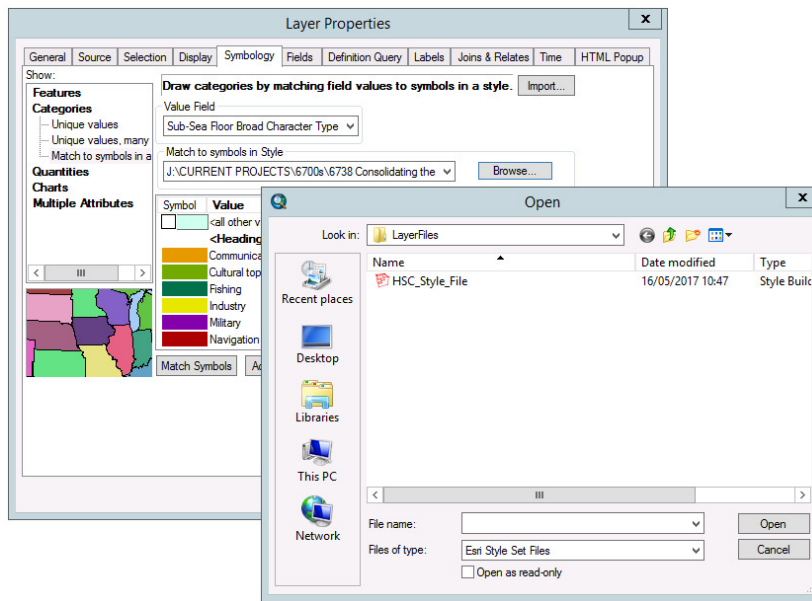 Layer Properties
x
General Source Selection Display Symbology Fields Definition Query Labels Joins & Relates Time HTML Popup
Show:
Features
Categories
Unique values
Unique values, many
Match to symbols in a
Quantities
Charts
Multiple Attributes
Draw categories by matching field values to symbols in a style.
Import...
Value Field
Sub-Sea Floor Broad Character Type
Match to symbols in Style
J:\CURRENT PROJECTS\6700s\6738 Consolidating the
Browse...
Symbol Value
<all other v
<Heading
Communica
Cultural top
Fishing
Industry
Military
Navigation
Match Symbols
Open
x
Look in:
LayerFiles
Recent places
Desktop
Libraries
This PC
Network
Name Date modified Type
HSC_Style_File 16/05/2017 10:47 Style Build
File name:
Open
Files of type:
Esri Style Set Files
Cancel
Open as read-only